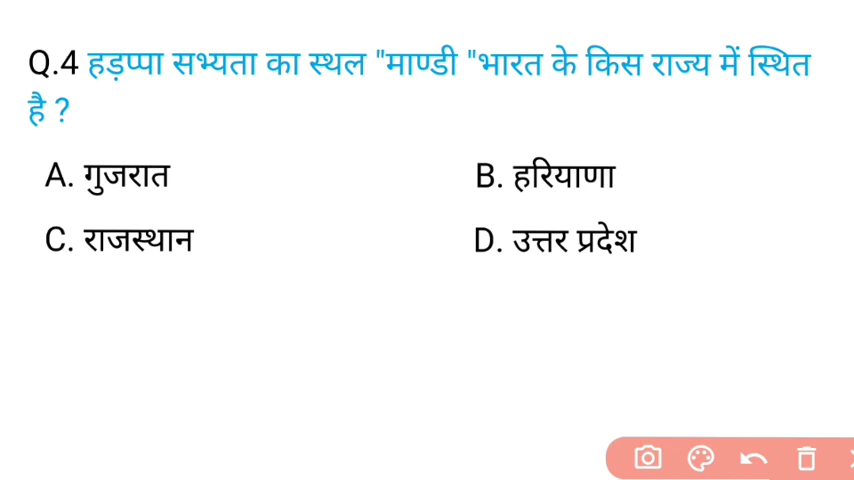 Q.4 हड़प्पा सभ्यता का स्थल "माण्डी "भारत के किस राज्य में स्थित
है ?
A. गुजरात
B. हरियाणा
C. राजस्थान
D. उत्तर प्रदेश